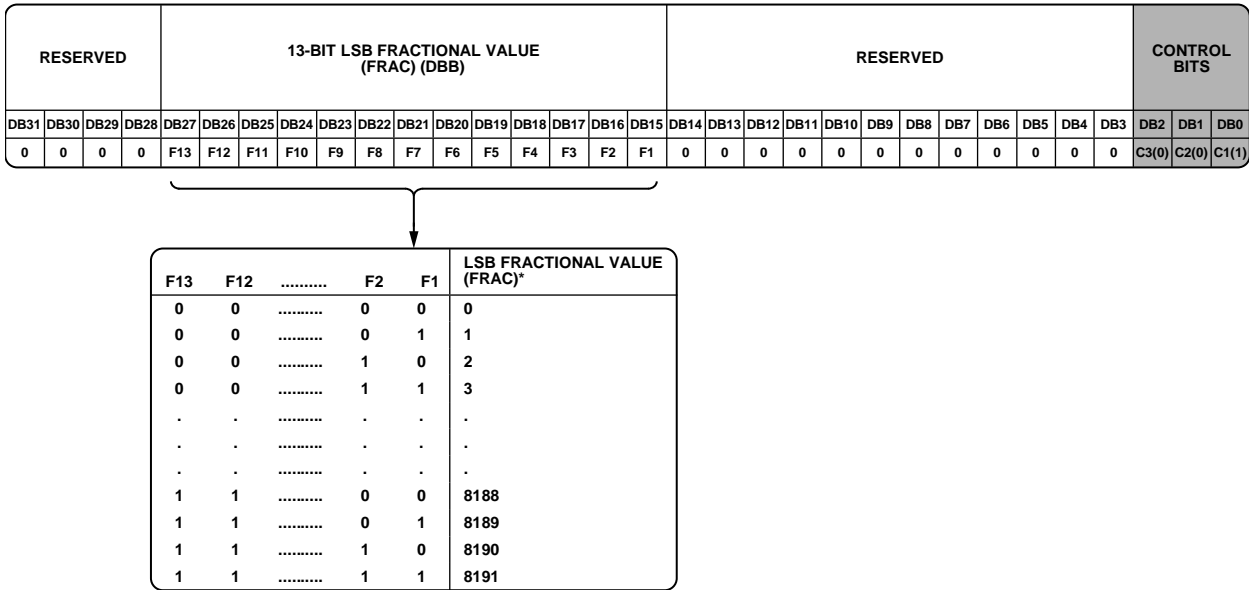 RESERVED
13-BIT LSB FRACTIONAL VALUE
(FRAC) (DBB)
RESERVED
CONTROL
BITS
DB31 DB30 DB29 DB28 DB27 DB26 DB25 DB24 DB23 DB22 DB21 DB20 DB19 DB18 DB17 DB16 DB15 DB14 DB13 DB12 DB11 DB10 DB9 DB8 DB7 DB6 DB5 DB4 DB3 DB2 DB1 DB0
0 0 0 0 F13 F12 F11 F10 F9 F8 F7 F6 F5 F4 F3 F2 F1 0 0 0 0 0 0 0 0 0 0 0 0 C3(0) C2(0) C1(1)
F13 F12 .......... F2 F1 LSB FRACTIONAL VALUE
(FRAC)*
0 0 .......... 0 0 0
0 0 .......... 0 1 1
0 0 .......... 1 0 2
0 0 .......... 1 1 3
. . .......... . . .
. . .......... . . .
. . .......... . . .
1 1 .......... 0 0 8188
1 1 .......... 0 1 8189
1 1 .......... 1 0 8190
1 1 .......... 1 1 8191